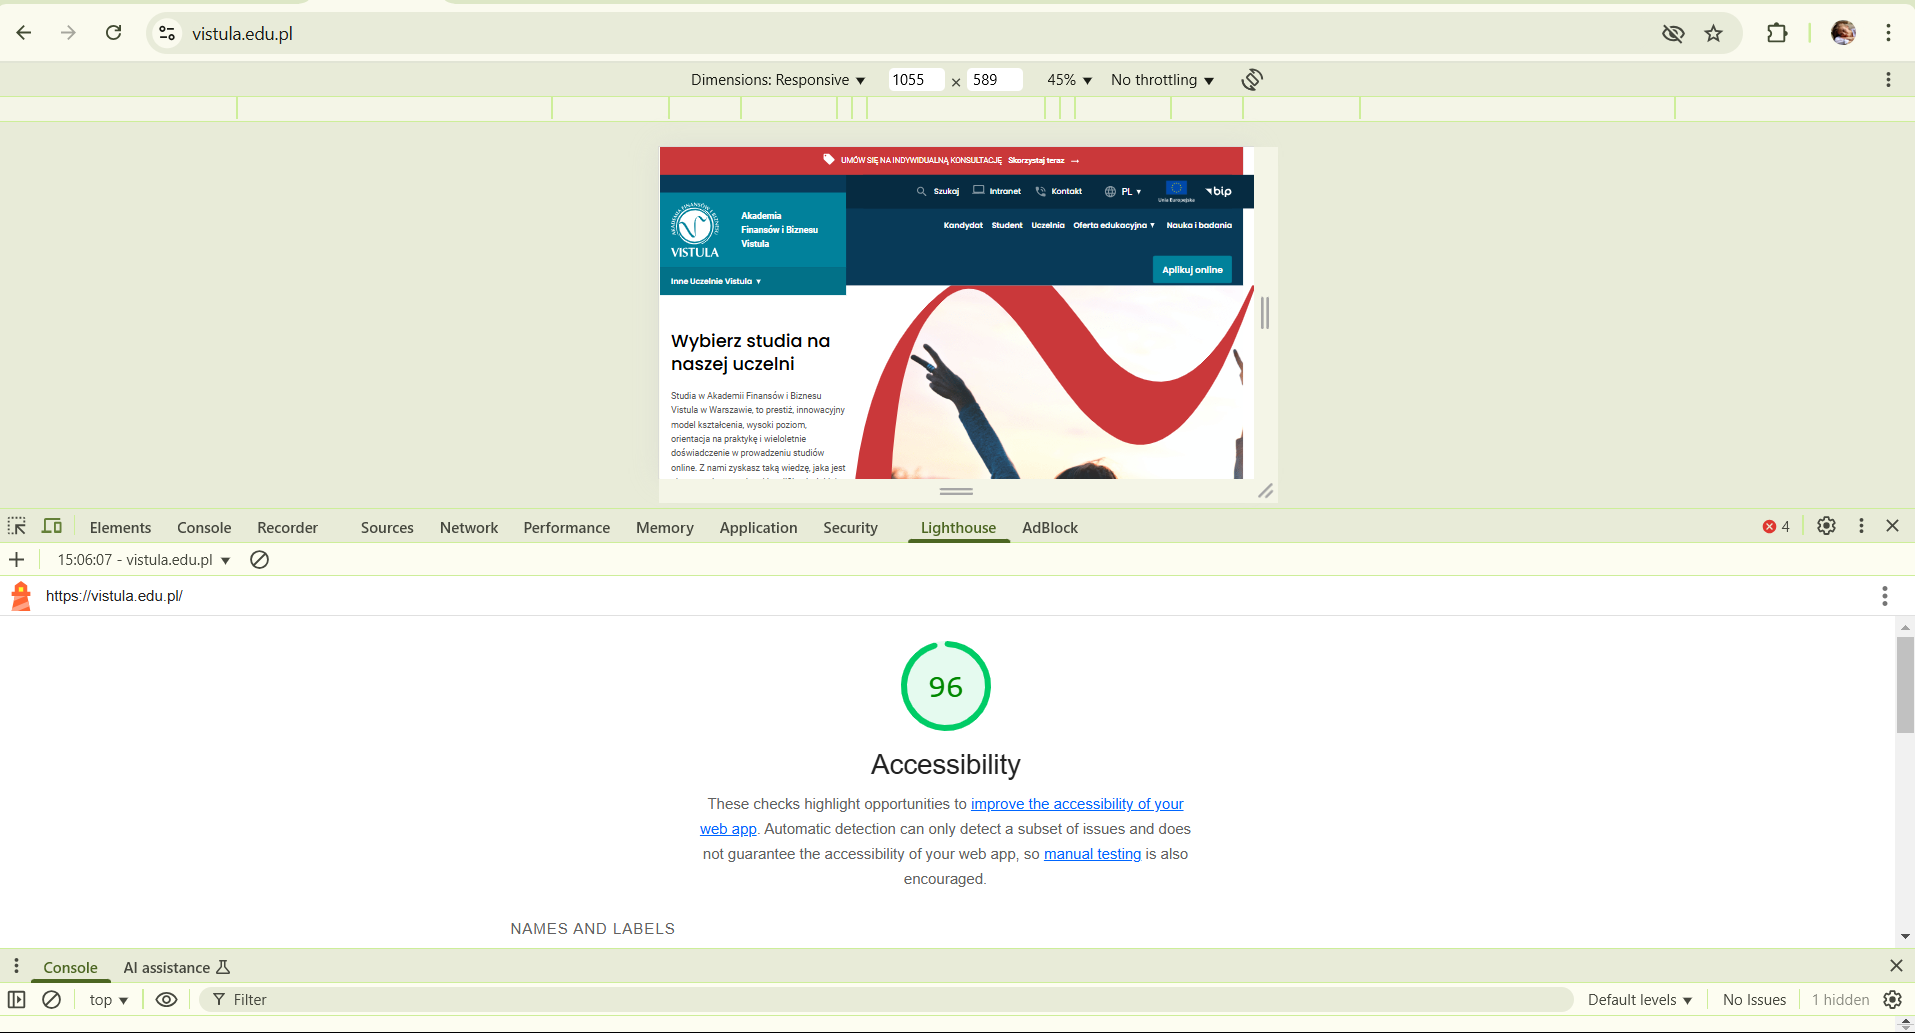 vistula.edu.pl
Dimensions: Responsive ▼ 1055 × 589 45% ▼ No throttling ▼
UMÓW SIĘ NA INDYWIDUALNĄ KONSULTACJĘ Skorzystaj teraz →
Szukaj Intranet Kontakt PL ▼ Unia Europejska bip
AKADEMIA FINANSÓW I BIZNESU
VISTULA
Akademia
Finansów i Biznesu
Vistula
Kandydat Student Uczelnia Oferta edukacyjna ▼ Nauka i badania
Aplikuj online
Inne Uczelnie Vistula ▼
Wybierz studia na
naszej uczelni
Studia w Akademii Finansów i Biznesu
Vistula w Warszawie, to prestiż, innowacyjny
model kształcenia, wysoki poziom,
orientacja na praktykę i wieloletnie
doświadczenie w prowadzeniu studiów
online. Z nami zyskasz taką wiedzę, jaka jest
Elements Console Recorder Sources Network Performance Memory Application Security Lighthouse AdBlock 4
15:06:07 - vistula.edu.pl ▼
https://vistula.edu.pl/
96
Accessibility
These checks highlight opportunities to improve the accessibility of your
web app. Automatic detection can only detect a subset of issues and does
not guarantee the accessibility of your web app, so manual testing is also
encouraged.
NAMES AND LABELS
Console AI assistance
top ▼ Filter Default levels ▼ No Issues 1 hidden